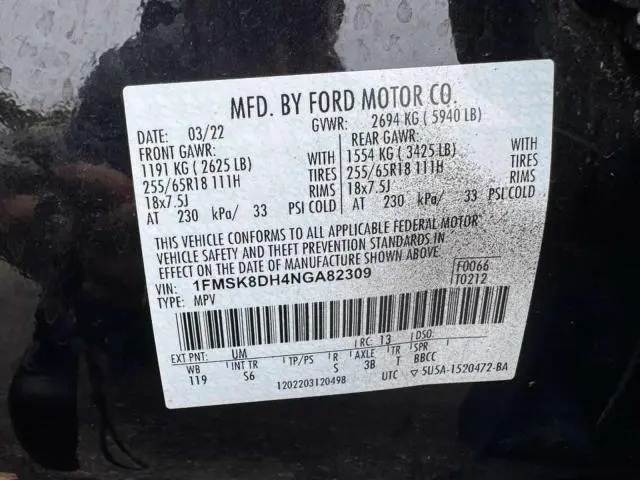 MFD. BY FORD MOTOR CO.
DATE: 03/22 GVWR: 2694 KG ( 5940 LB)
FRONT GAWR: REAR GAWR:
1191 KG ( 2625 LB) WITH 1554 KG ( 3425 LB) WITH
255/65R18 111H TIRES 255/65R18 111H TIRES
18x7.5J RIMS 18x7.5J RIMS
AT 230 kPa/ 33 PSI COLD AT 230 kPa/ 33 PSI COLD
THIS VEHICLE CONFORMS TO ALL APPLICABLE FEDERAL MOTOR
VEHICLE SAFETY AND THEFT PREVENTION STANDARDS IN
EFFECT ON THE DATE OF MANUFACTURE SHOWN ABOVE.
VIN: 1FMSK8DH4NGA82309 F0066
TYPE: MPV T0212
EXT PNT: UM RC: 13 DSO:
WB INT TR TP/PS R AXLE TR SPR
119 S6 S 3B T BBCC
1202203120498 UTC ▽ 5U5A-1520472-BA